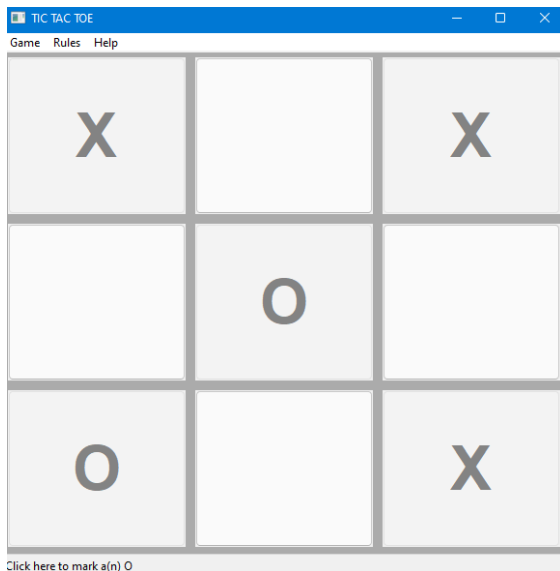 TIC TAC TOE
Game Rules Help
X X
O
O X
Click here to mark a(n) O